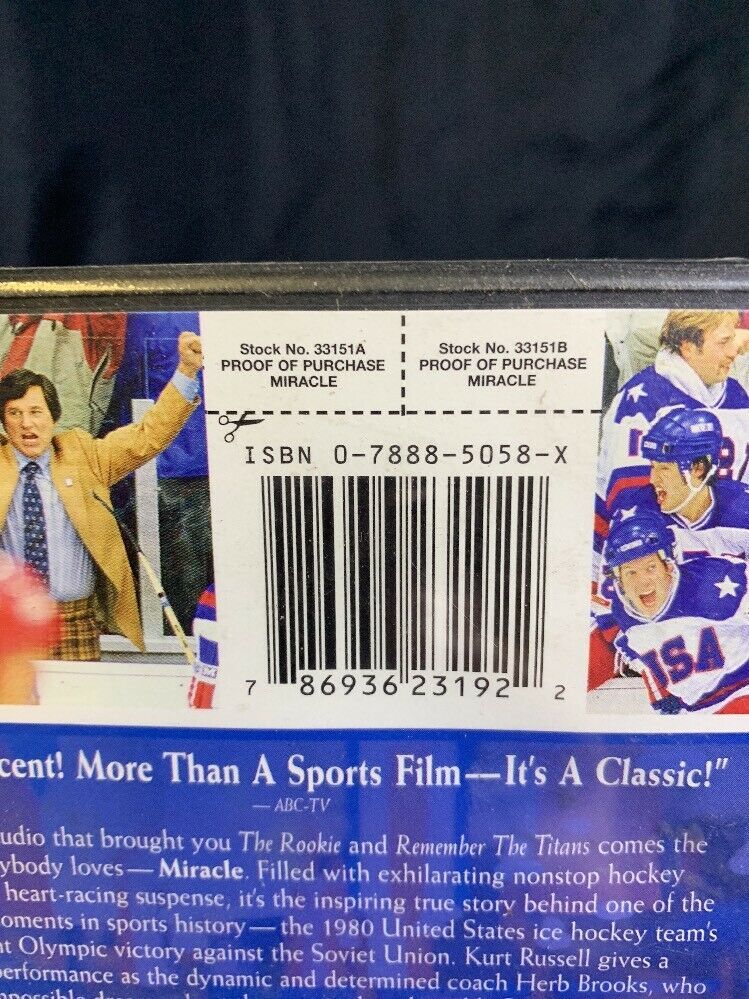 Stock No. 33151A
PROOF OF PURCHASE
MIRACLE
Stock No. 33151B
PROOF OF PURCHASE
MIRACLE
ISBN 0-7888-5058-X
7 86936 23192 2
USA
cent! More Than A Sports Film—It's A Classic!"
— ABC-TV
udio that brought you The Rookie and Remember The Titans comes the
ybody loves — Miracle. Filled with exhilarating nonstop hockey
heart-racing suspense, it's the inspiring true story behind one of the
oments in sports history — the 1980 United States ice hockey team's
nt Olympic victory against the Soviet Union. Kurt Russell gives a
performance as the dynamic and determined coach Herb Brooks, who